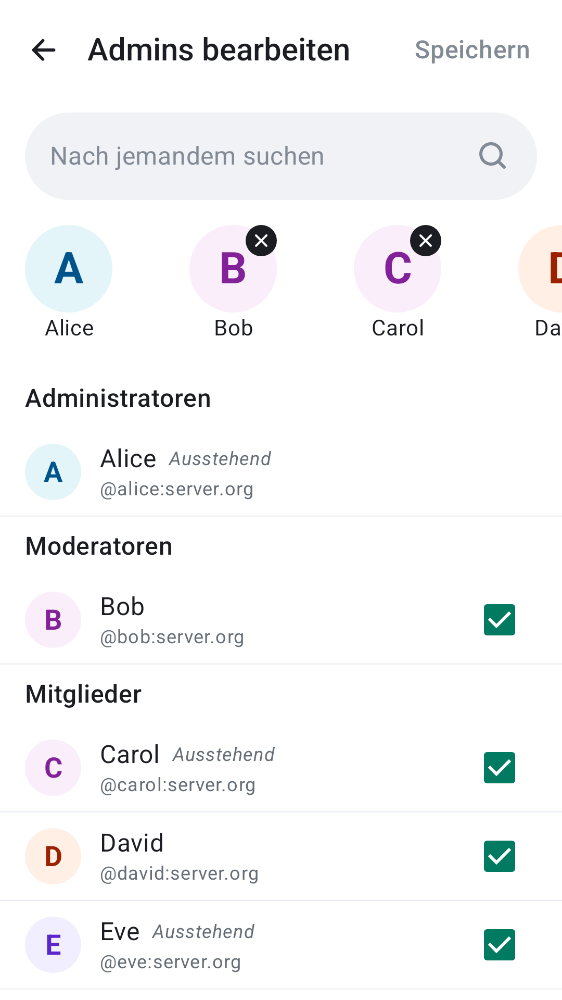 Admins bearbeiten Speichern
Nach jemandem suchen
A B C D
Alice Bob Carol Da
Administratoren
A Alice Ausstehend
@alice:server.org
Moderatoren
B Bob
@bob:server.org
Mitglieder
C Carol Ausstehend
@carol:server.org
D David
@david:server.org
E Eve Ausstehend
@eve:server.org